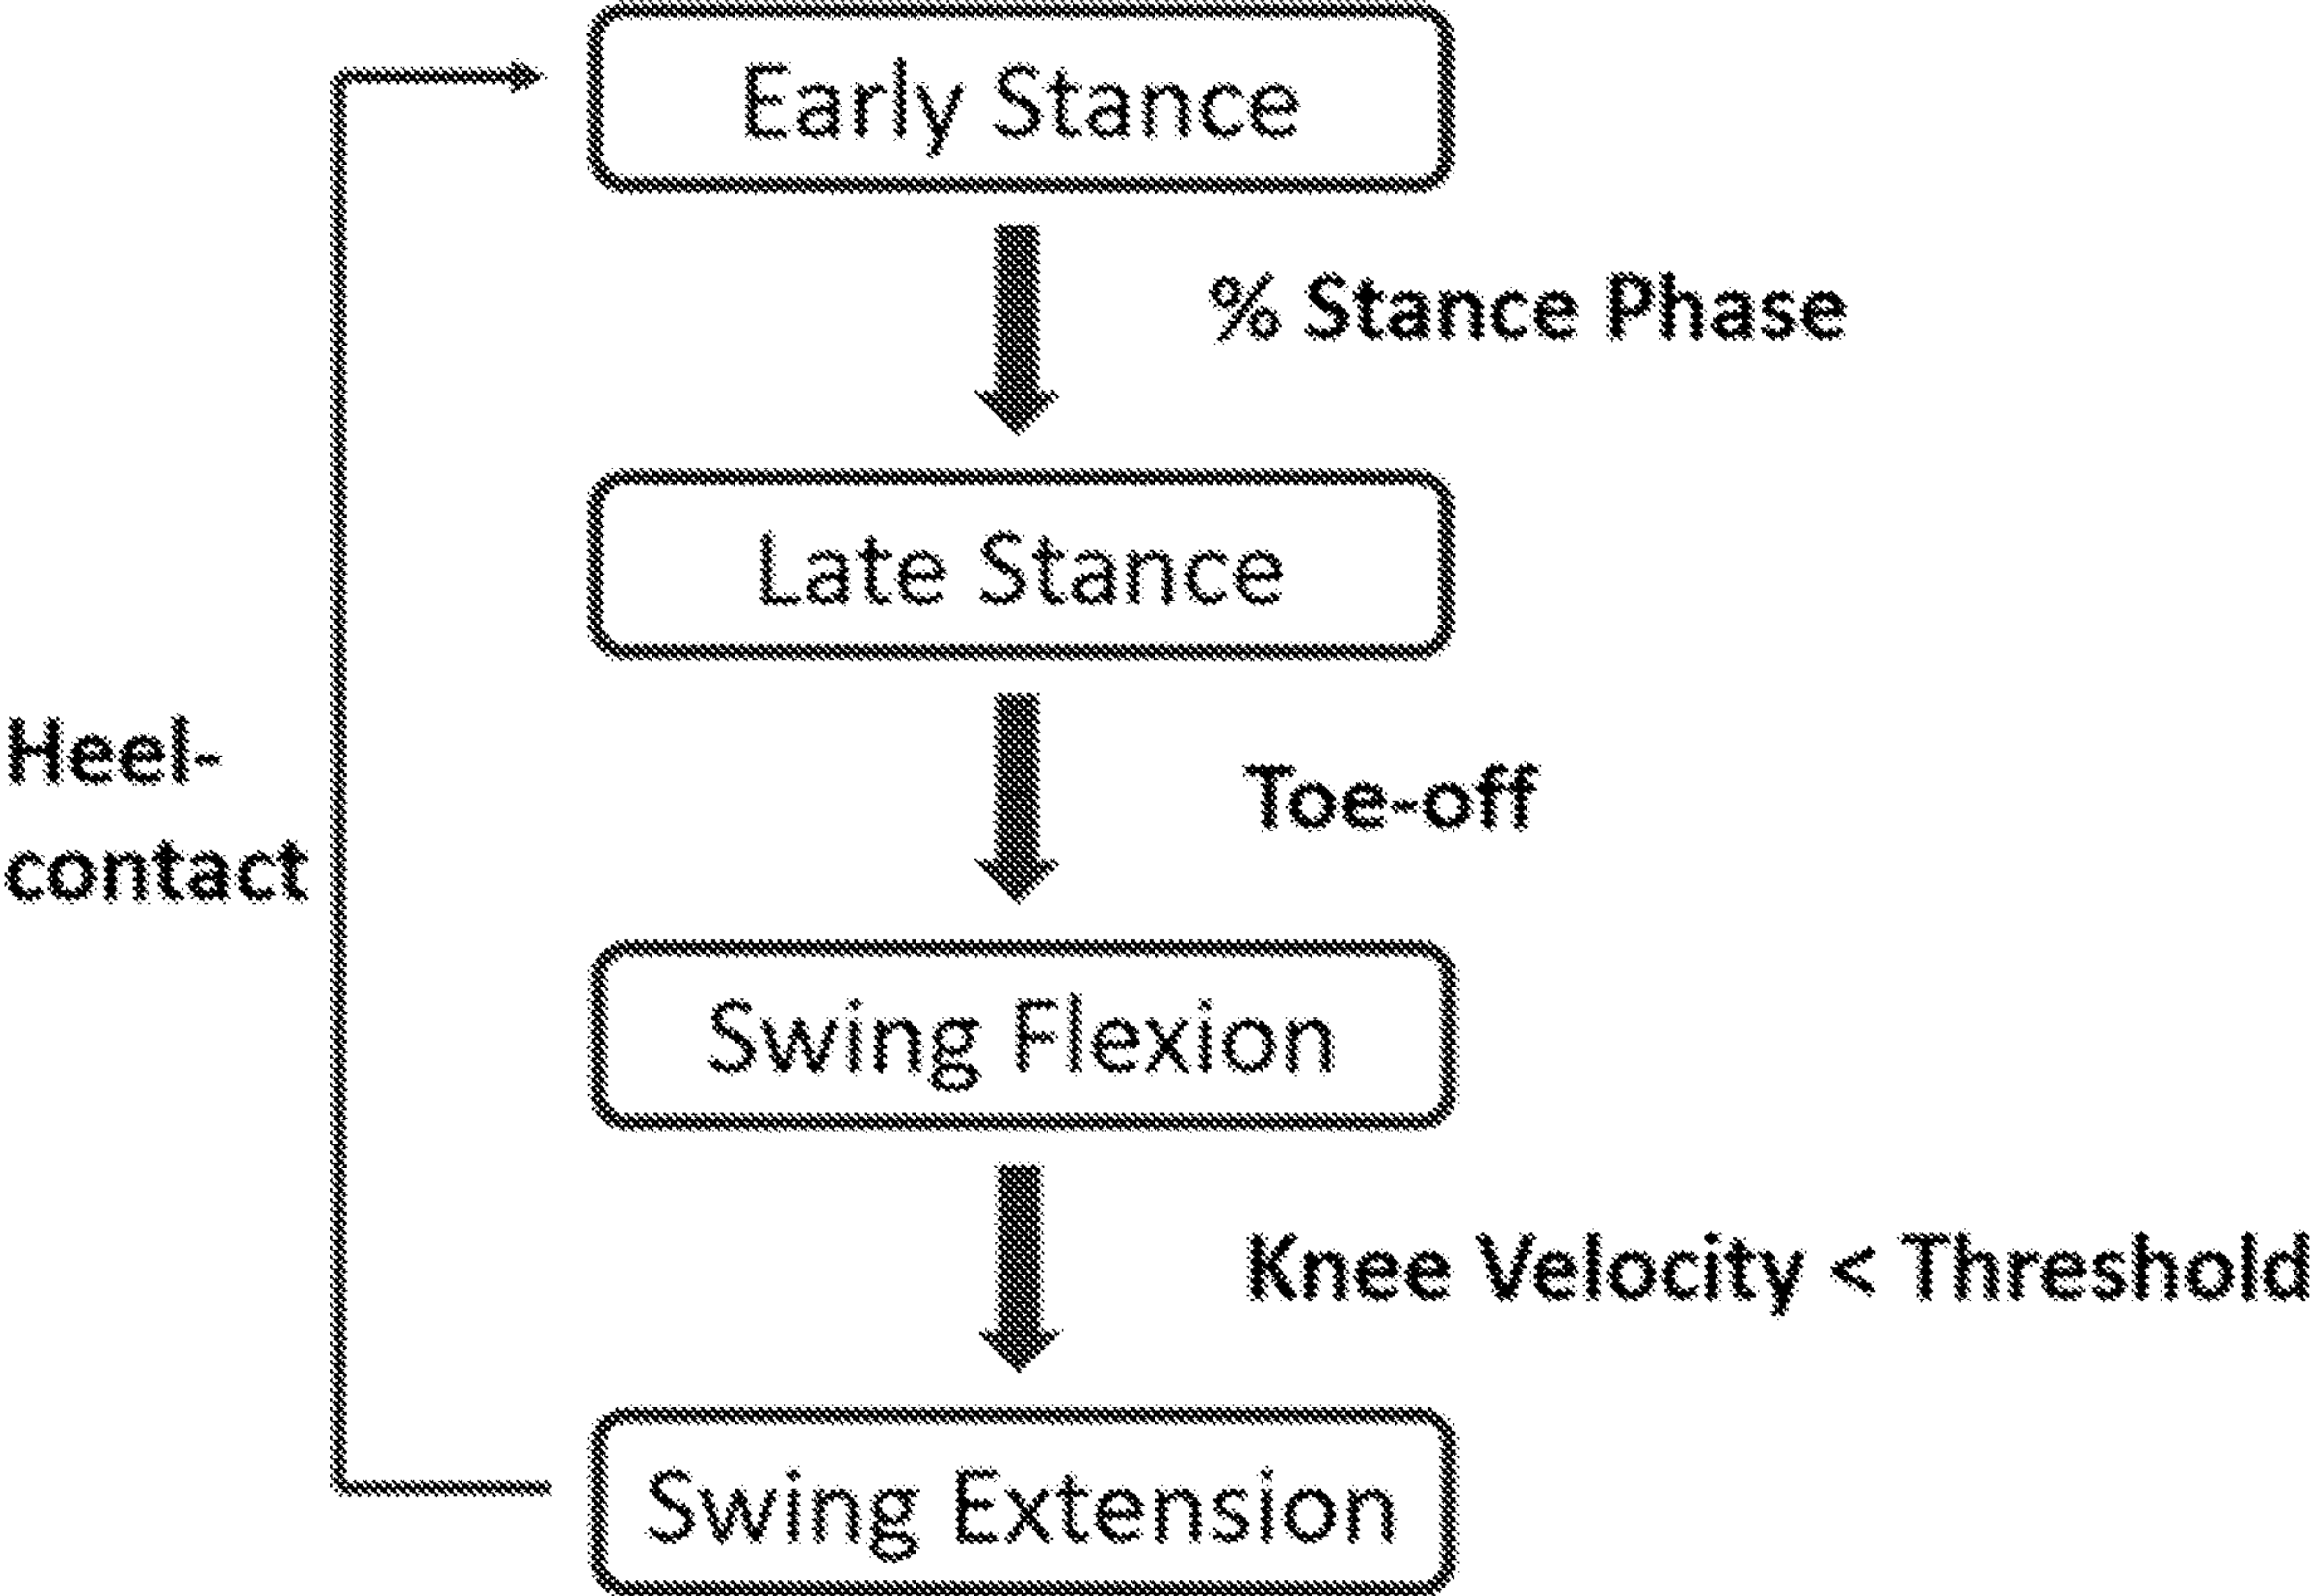 Early Stance
% Stance Phase
Late Stance
Heel-
contact
Toe-off
Swing Flexion
Knee Velocity < Threshold
Swing Extension